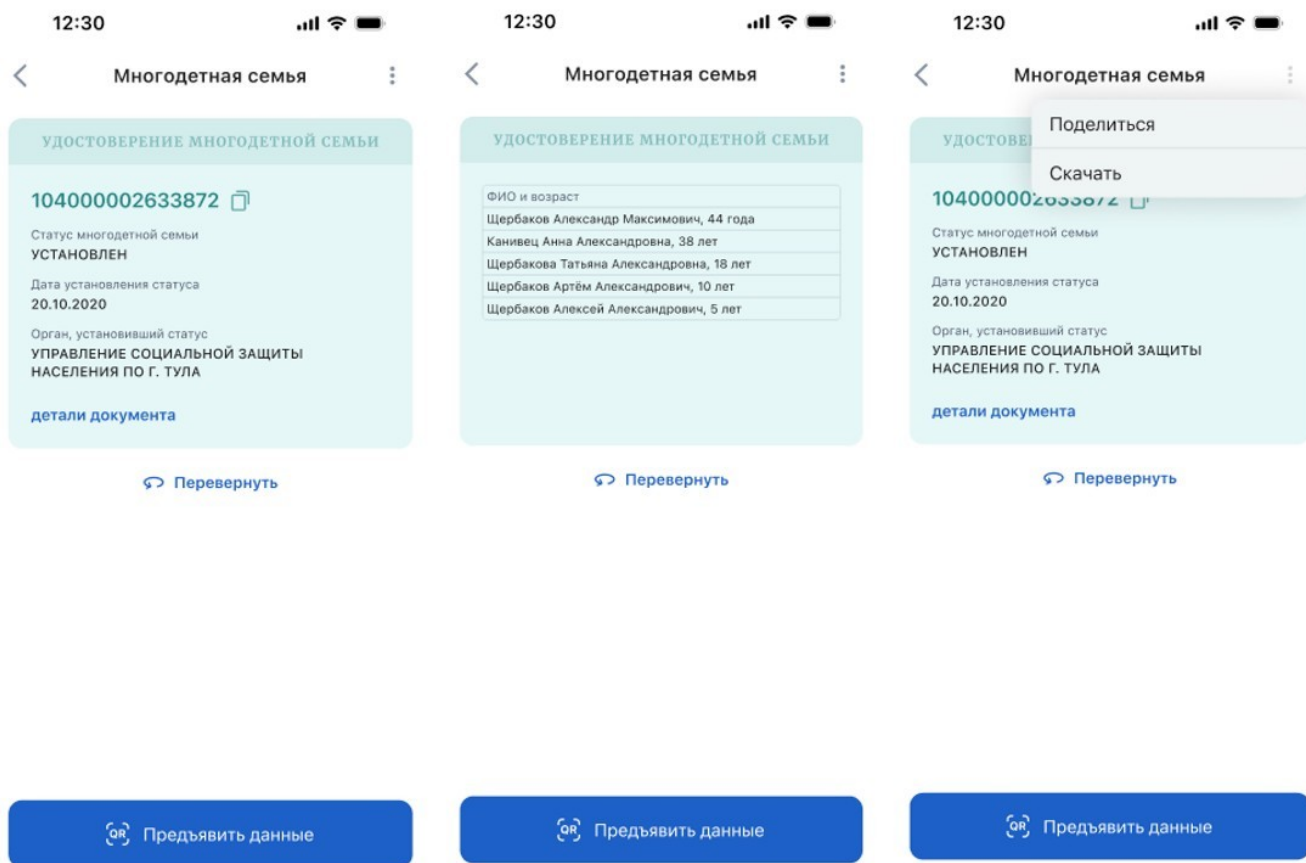 12:30
Многодетная семья
УДОСТОВЕРЕНИЕ МНОГОДЕТНОЙ СЕМЬИ
104000002633872
Статус многодетной семьи
УСТАНОВЛЕН
Дата установления статуса
20.10.2020
Орган, установивший статус
УПРАВЛЕНИЕ СОЦИАЛЬНОЙ ЗАЩИТЫ
НАСЕЛЕНИЯ ПО Г. ТУЛА
детали документа
Перевернуть
QR Предъявить данные
12:30
Многодетная семья
УДОСТОВЕРЕНИЕ МНОГОДЕТНОЙ СЕМЬИ
ФИО и возраст
Щербаков Александр Максимович, 44 года
Канивец Анна Александровна, 38 лет
Щербакова Татьяна Александровна, 18 лет
Щербаков Артём Александрович, 10 лет
Щербаков Алексей Александрович, 5 лет
Перевернуть
QR Предъявить данные
12:30
Многодетная семья
Поделиться
УДОСТОВЕ
Скачать
104000002633872
Статус многодетной семьи
УСТАНОВЛЕН
Дата установления статуса
20.10.2020
Орган, установивший статус
УПРАВЛЕНИЕ СОЦИАЛЬНОЙ ЗАЩИТЫ
НАСЕЛЕНИЯ ПО Г. ТУЛА
детали документа
Перевернуть
QR Предъявить данные